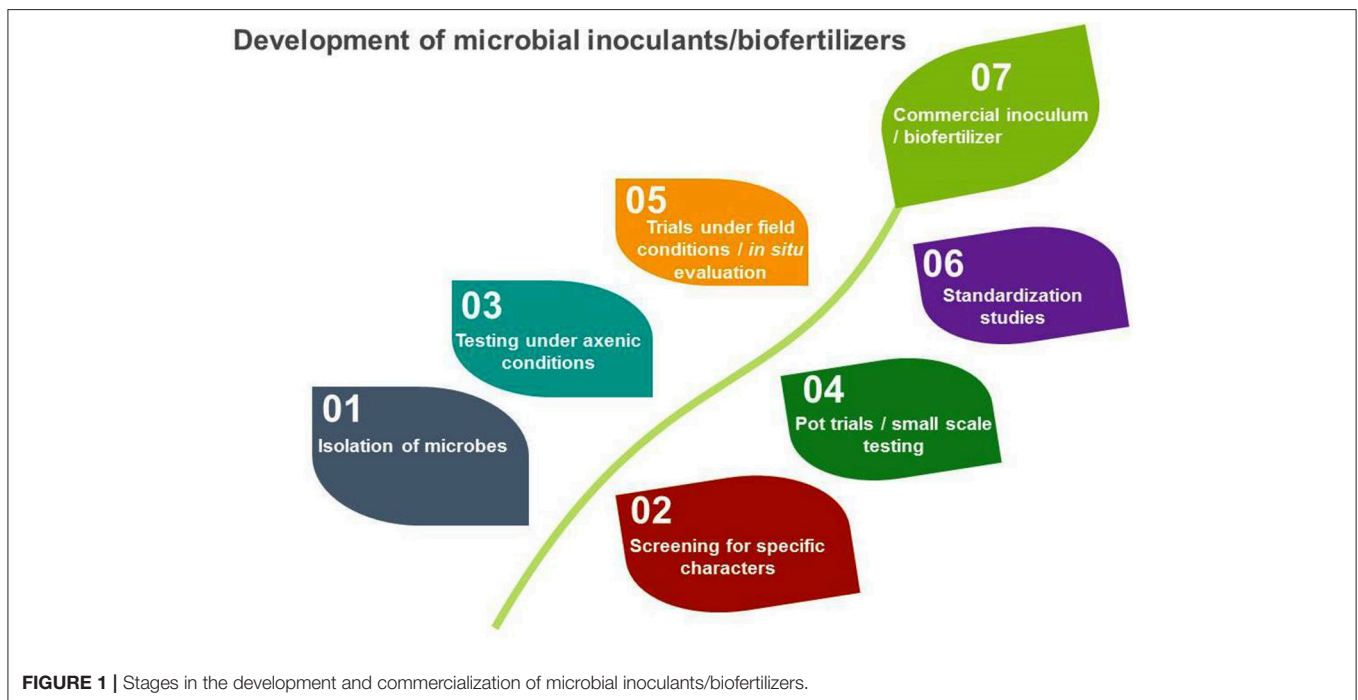 Development of microbial inoculants/biofertilizers
07
Commercial inoculum
/ biofertilizer
05
Trials under field
conditions / in situ
evaluation
06
Standardization
studies
03
Testing under axenic
conditions
04
Pot trials / small scale
testing
01
Isolation of microbes
02
Screening for specific
characters
FIGURE 1 | Stages in the development and commercialization of microbial inoculants/biofertilizers.